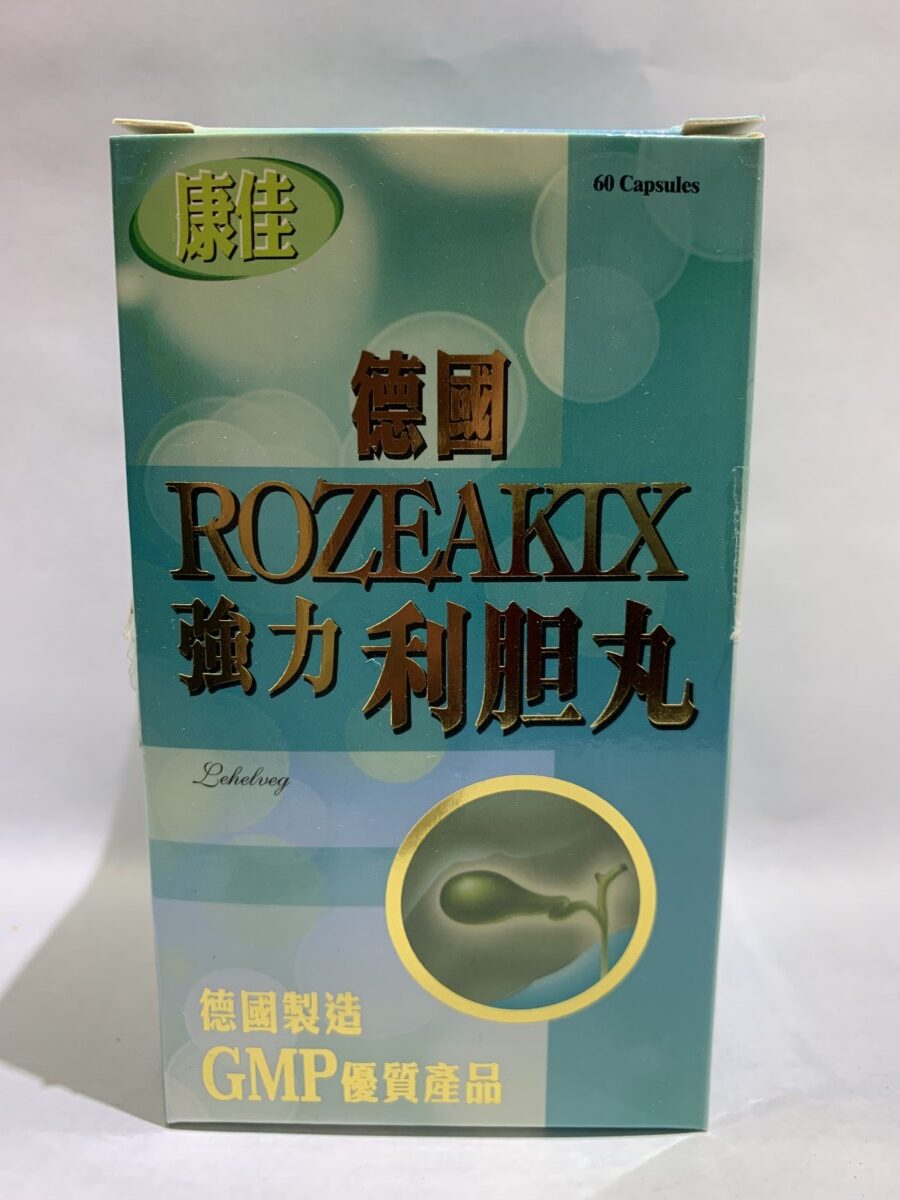 康佳
60 Capsules
德國
ROZEAKIX
強力利胆丸
Lehelveg
德國製造
GMP優質產品